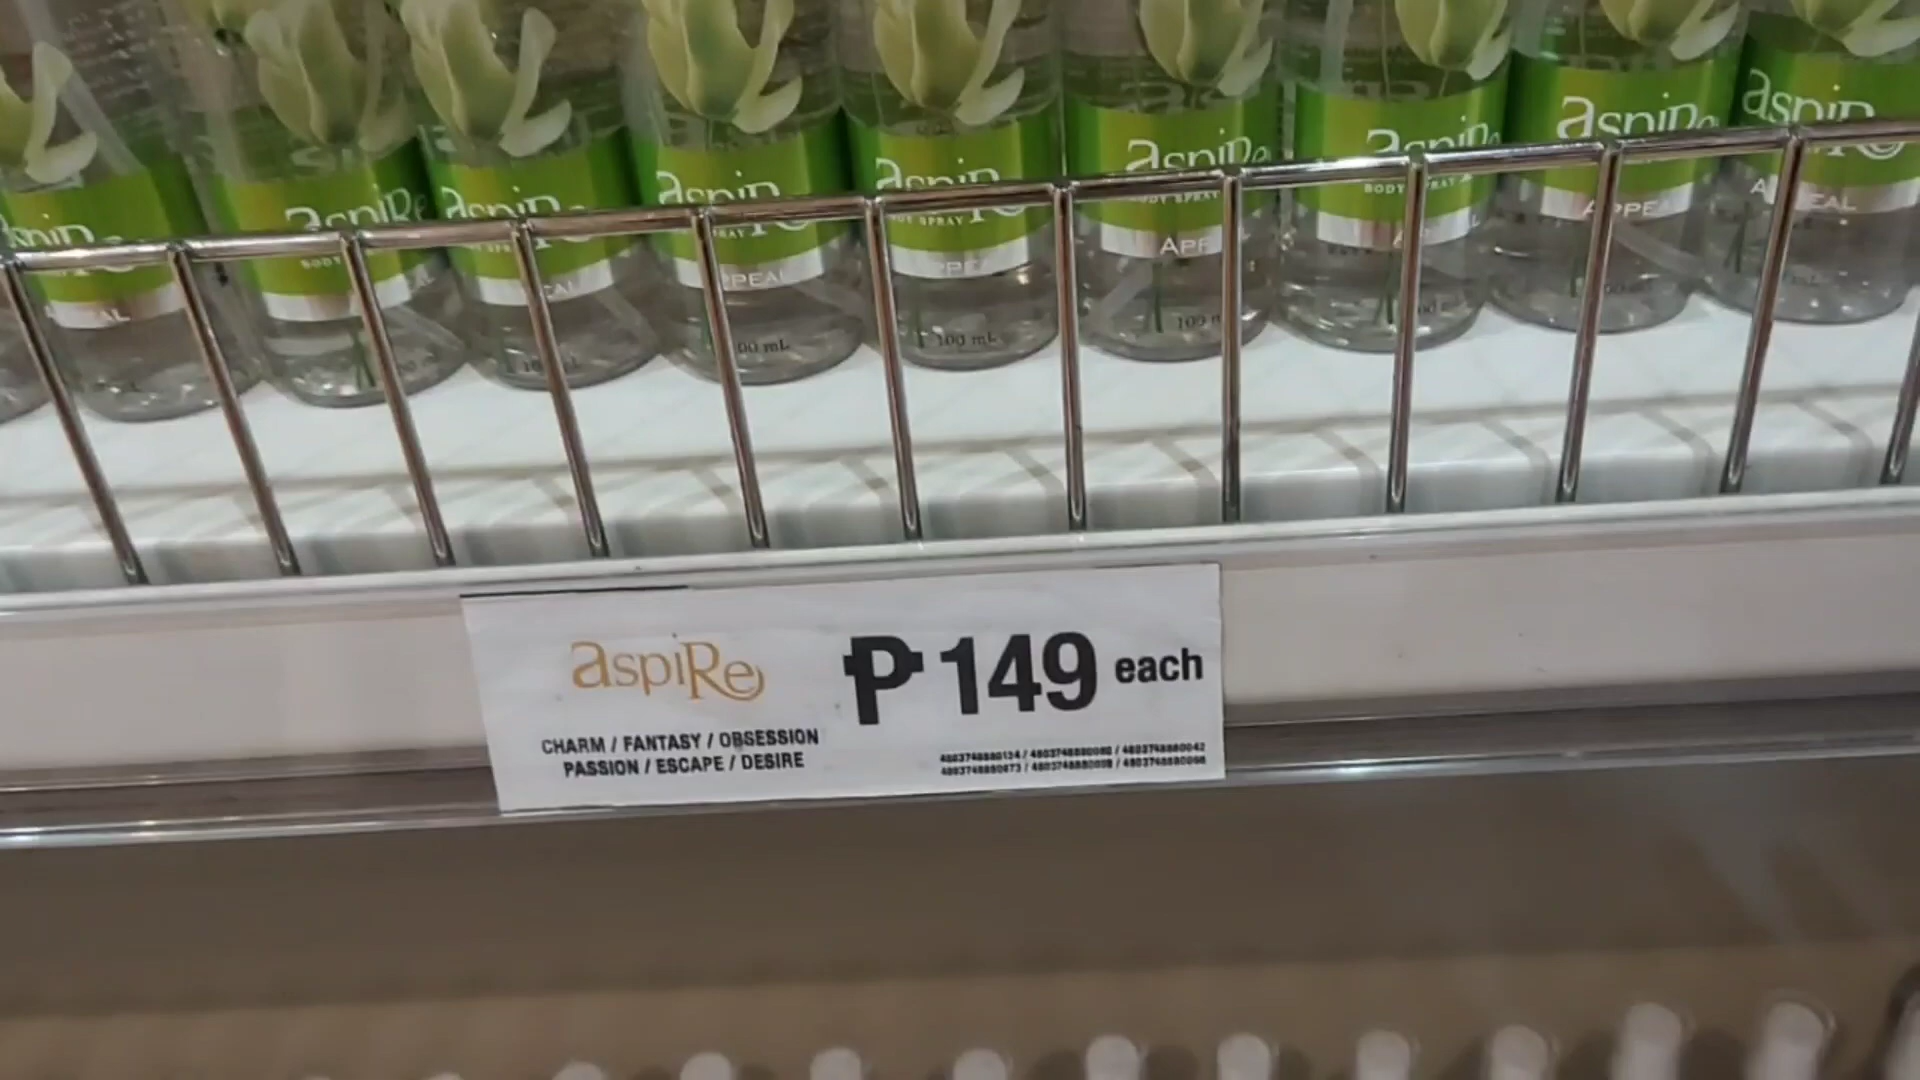 aspiRe
BODY SPRAY
APPEAL
100 mL
aspiRe
₱149 each
CHARM / FANTASY / OBSESSION
PASSION / ESCAPE / DESIRE